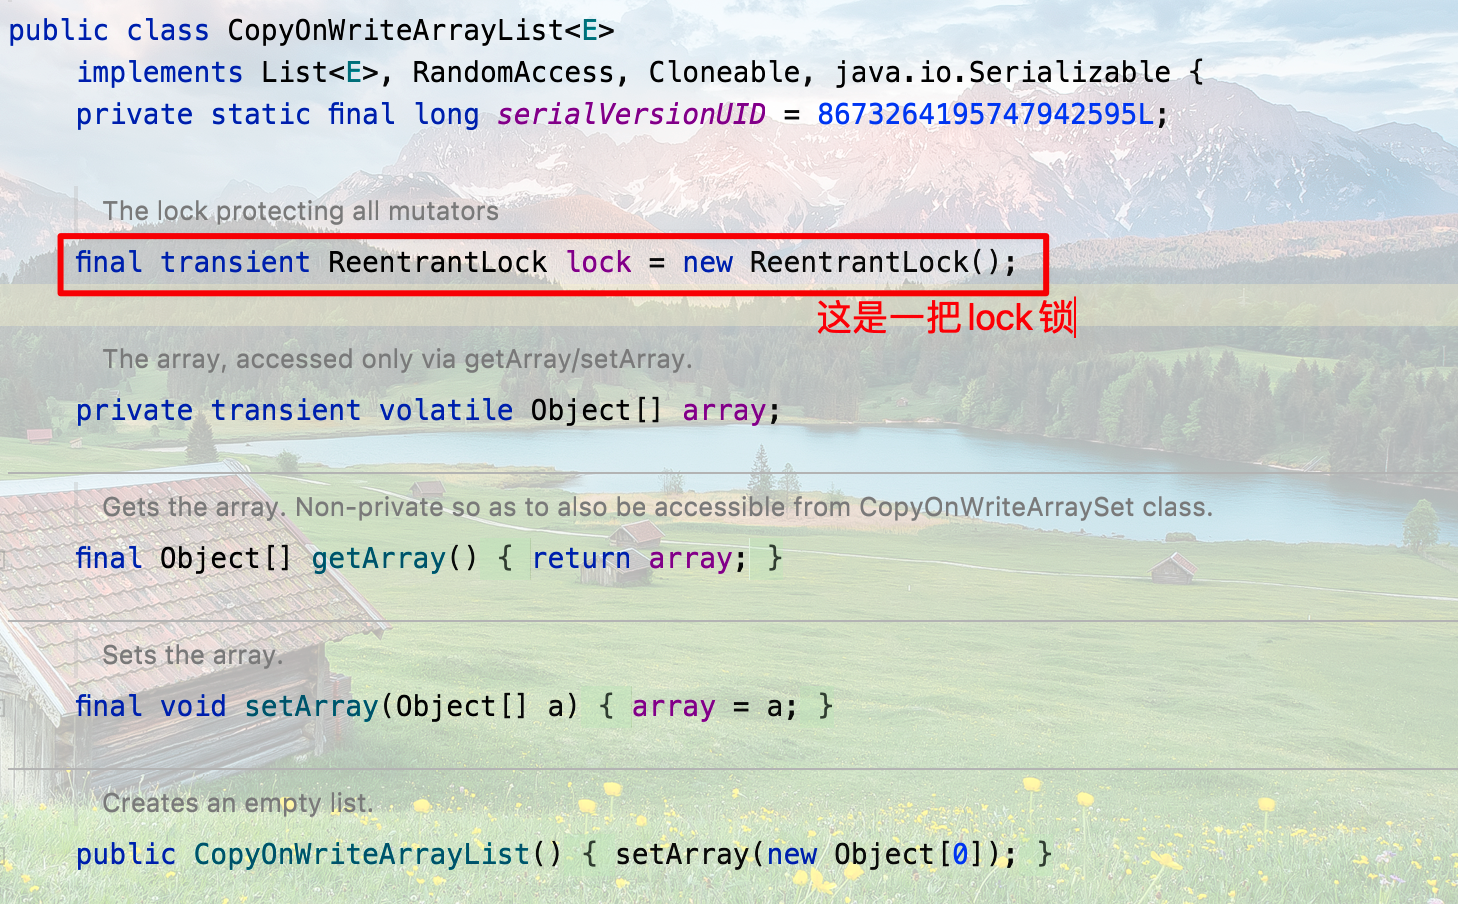 public class CopyOnWriteArrayList<E>
implements List<E>, RandomAccess, Cloneable, java.io.Serializable {
private static final long serialVersionUID = 8673264195747942595L;
The lock protecting all mutators
final transient ReentrantLock lock = new ReentrantLock();
这是一把lock锁
The array, accessed only via getArray/setArray.
private transient volatile Object[] array;
Gets the array. Non-private so as to also be accessible from CopyOnWriteArraySet class.
final Object[] getArray() { return array; }
Sets the array.
final void setArray(Object[] a) { array = a; }
Creates an empty list.
public CopyOnWriteArrayList() { setArray(new Object[0]); }